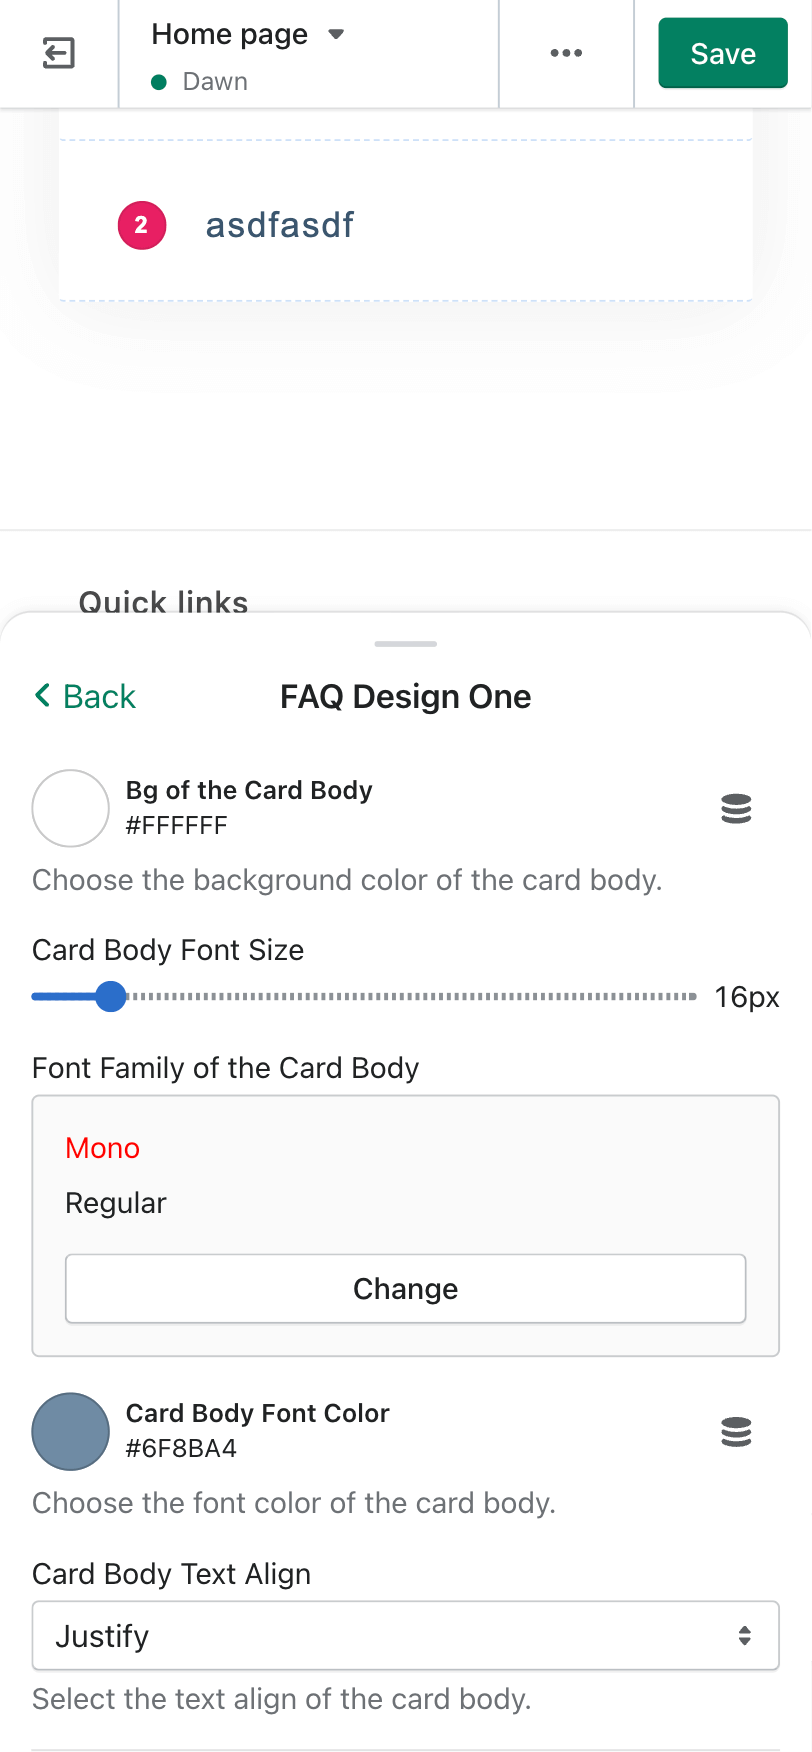 Home page
Dawn
Save
2
asdfasdf
Quick links
Back
FAQ Design One
Bg of the Card Body
#FFFFFF
Choose the background color of the card body.
Card Body Font Size
16px
Font Family of the Card Body
Mono
Regular
Change
Card Body Font Color
#6F8BA4
Choose the font color of the card body.
Card Body Text Align
Justify
Select the text align of the card body.